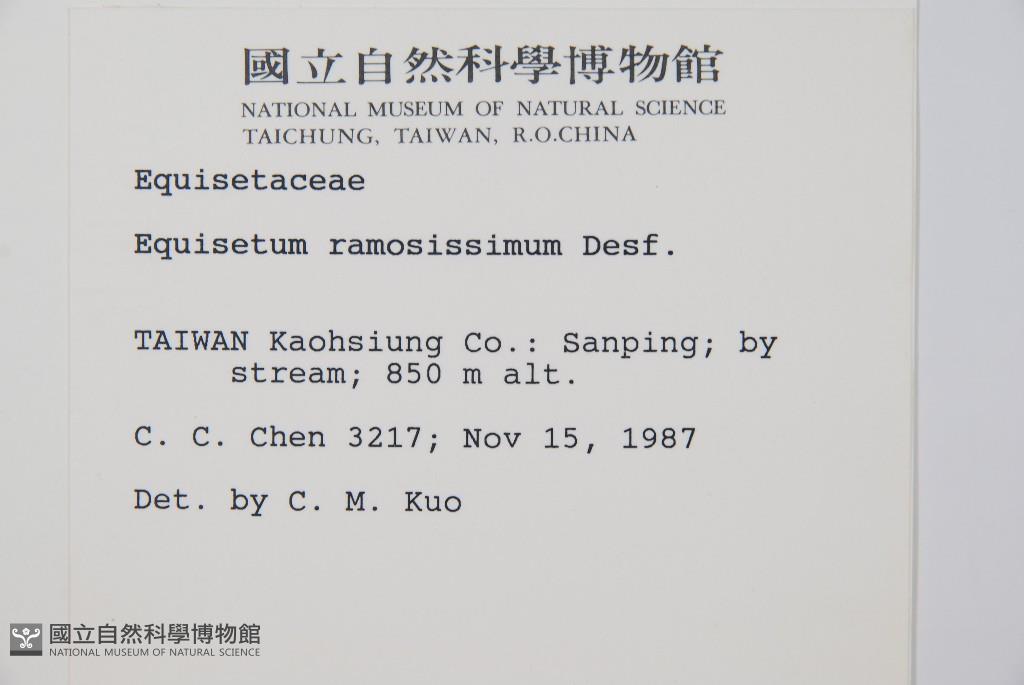 國立自然科學博物館
NATIONAL MUSEUM OF NATURAL SCIENCE
TAICHUNG, TAIWAN, R.O.CHINA
Equisetaceae
Equisetum ramosissimum Desf.
TAIWAN Kaohsiung Co.: Sanping; by
stream; 850 m alt.
C. C. Chen 3217; Nov 15, 1987
Det. by C. M. Kuo
國立自然科學博物館
NATIONAL MUSEUM OF NATURAL SCIENCE